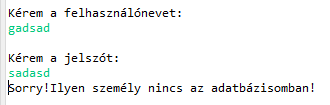 Kérem a felhasználónevet:
gadsad
Kérem a jelszót:
sadasd
Sorry!Ilyen személy nincs az adatbázisomban!